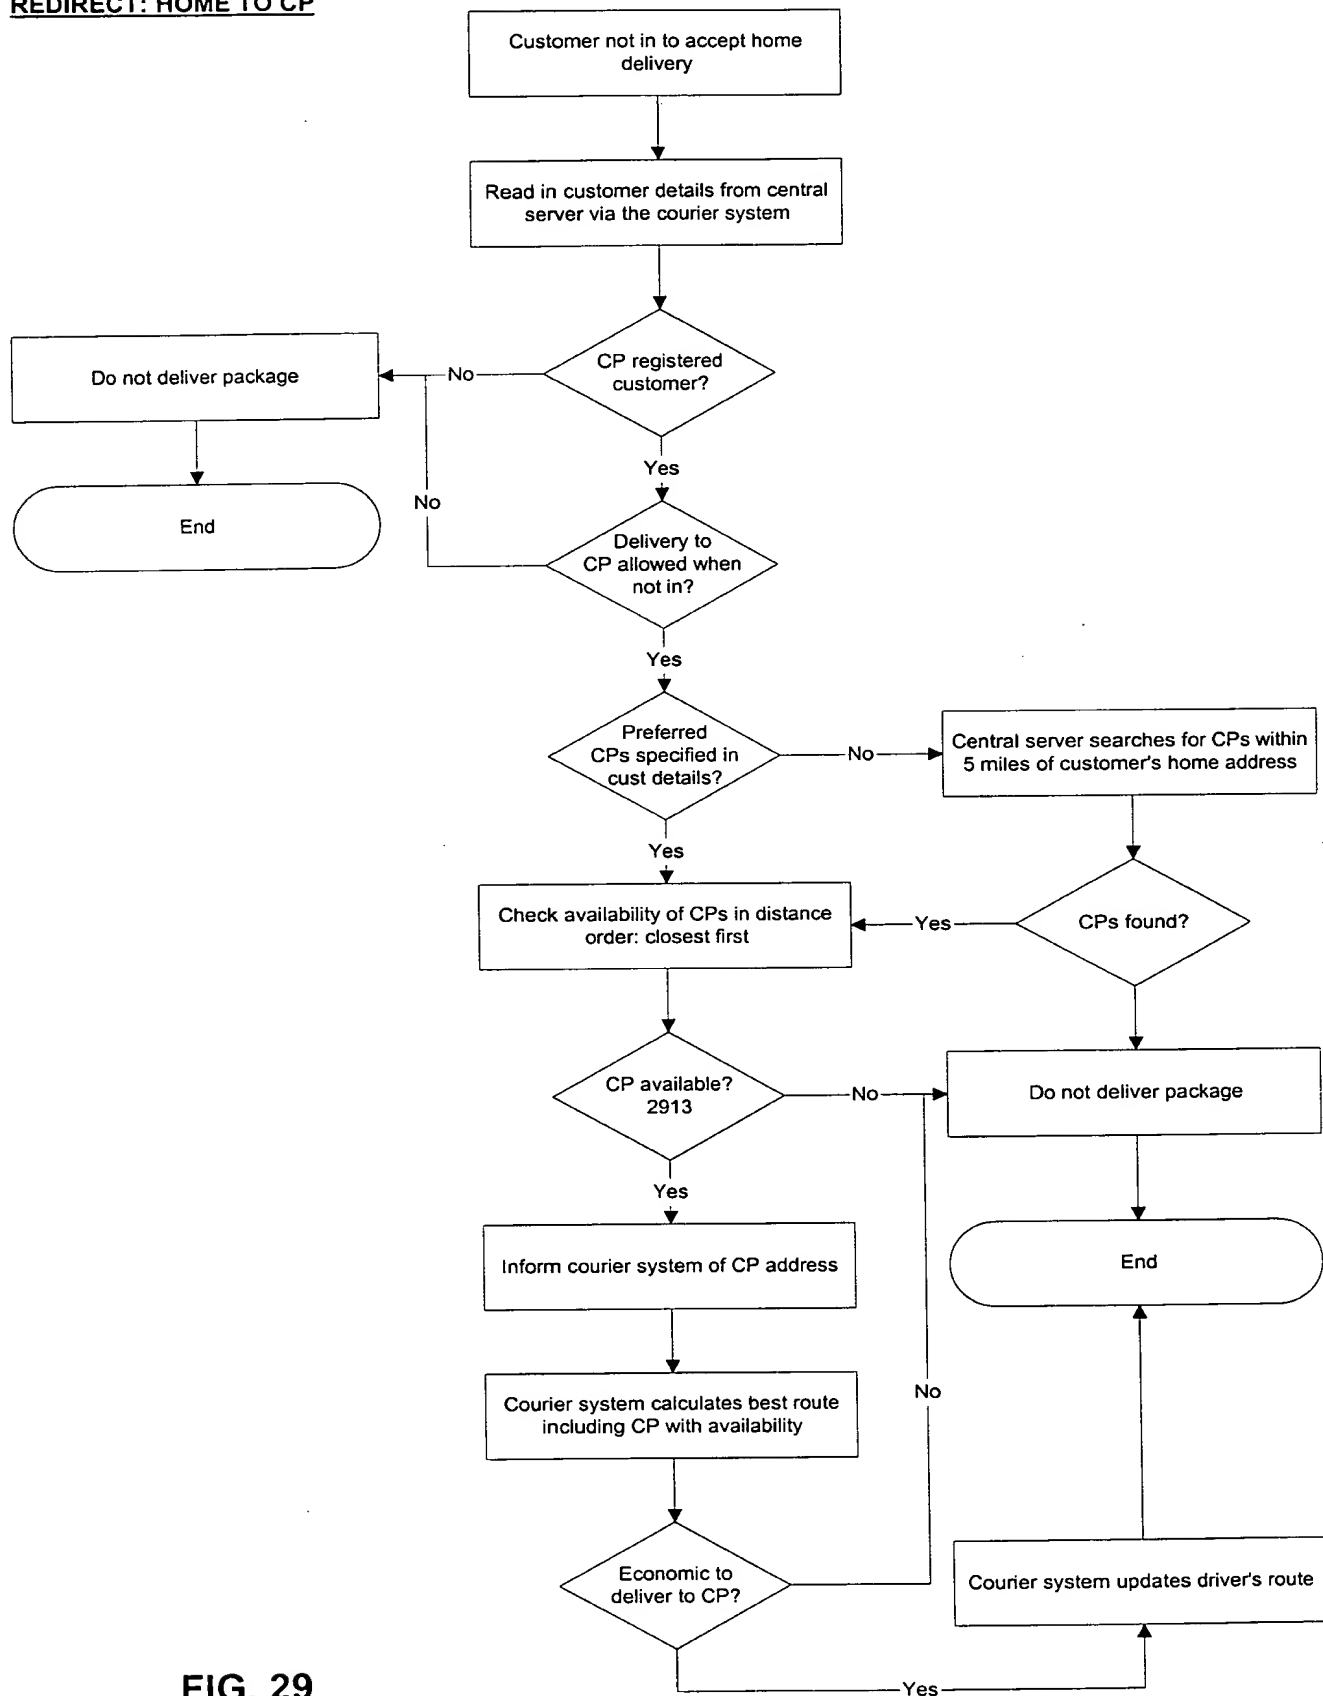 REDIRECT: HOME TO CP
Customer not in to accept home
delivery
Read in customer details from central
server via the courier system
CP registered
customer?
No
Do not deliver package
Yes
End
No
Delivery to
CP allowed when
not in?
Yes
Preferred
CPs specified in
cust details?
No
Central server searches for CPs within
5 miles of customer's home address
Yes
Check availability of CPs in distance
order: closest first
Yes
CPs found?
CP available?
2913
No
Do not deliver package
Yes
Inform courier system of CP address
End
Courier system calculates best route
including CP with availability
No
Economic to
deliver to CP?
Courier system updates driver's route
Yes
FIG. 29